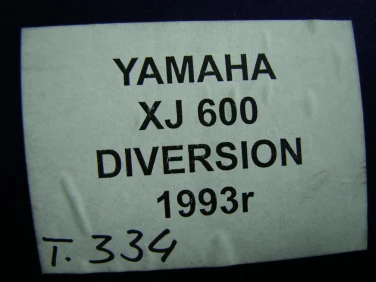 YAMAHA
XJ 600
DIVERSION
1993r
T. 334